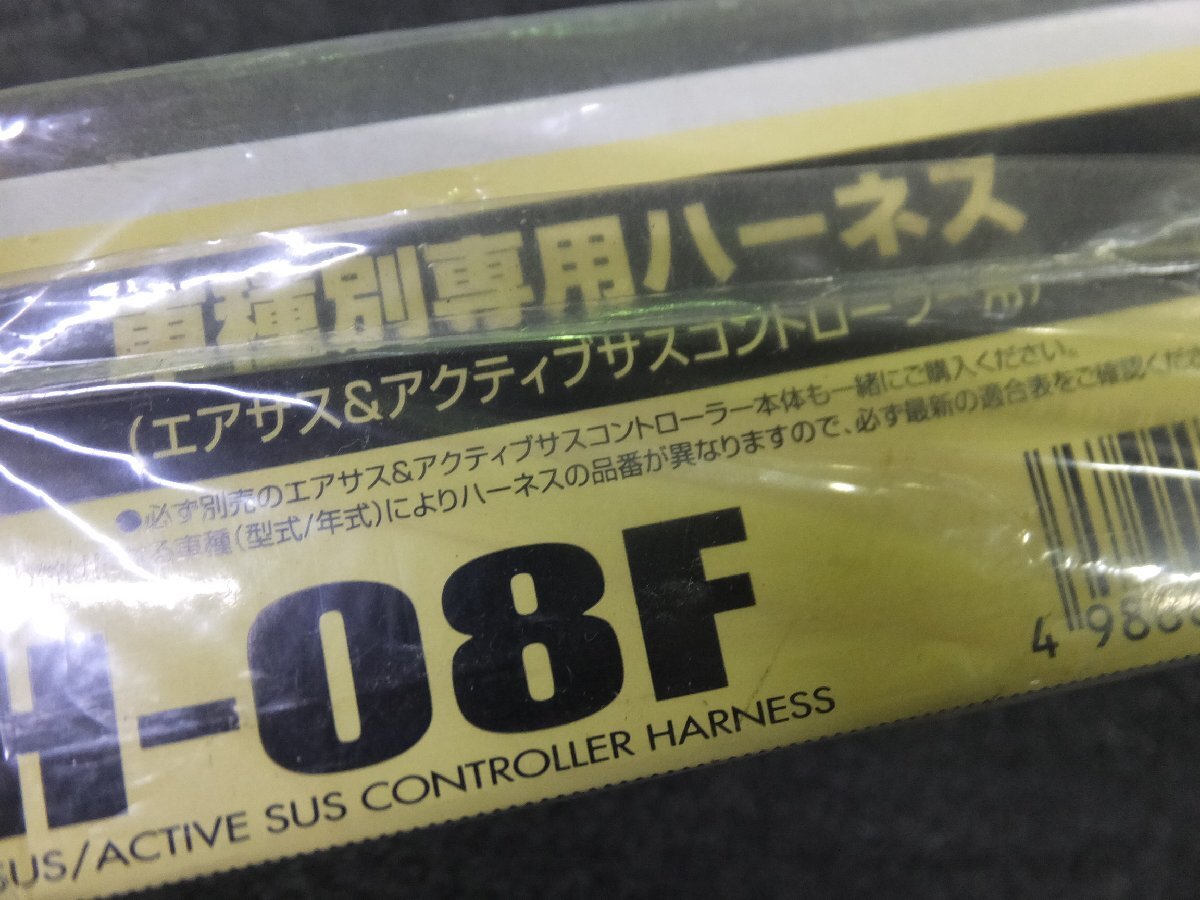 車種別専用ハーネス
(エアサス&アクティブサスコントローラー用)
●必ず別売のエアサス&アクティブサスコントローラー本体も一緒にご購入ください。
車種(型式/年式)によりハーネスの品番が異なりますので、必ず最新の適合表をご確認くだ
H-08F
SUS/ACTIVE SUS CONTROLLER HARNESS
4 988